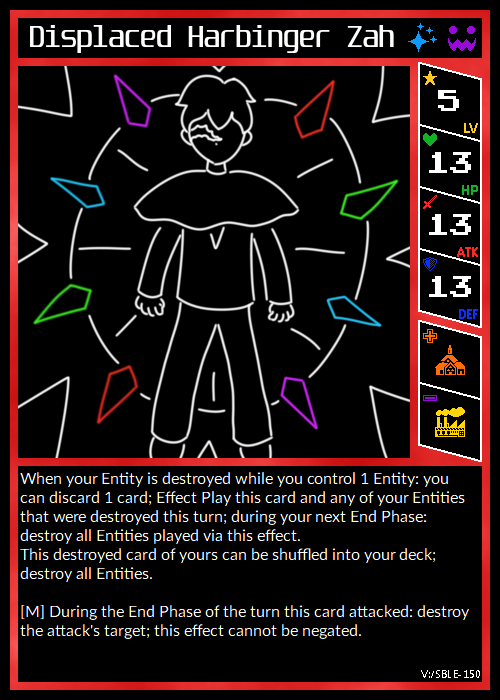 Displaced Harbinger Zah
5
LV
13
HP
13
ATK
13
DEF
When your Entity is destroyed while you control 1 Entity: you
can discard 1 card; Effect Play this card and any of your Entities
that were destroyed this turn; during your next End Phase:
destroy all Entities played via this effect.
This destroyed card of yours can be shuffled into your deck;
destroy all Entities.
[M] During the End Phase of the turn this card attacked: destroy
the attack's target; this effect cannot be negated.
V:/SBLE-150